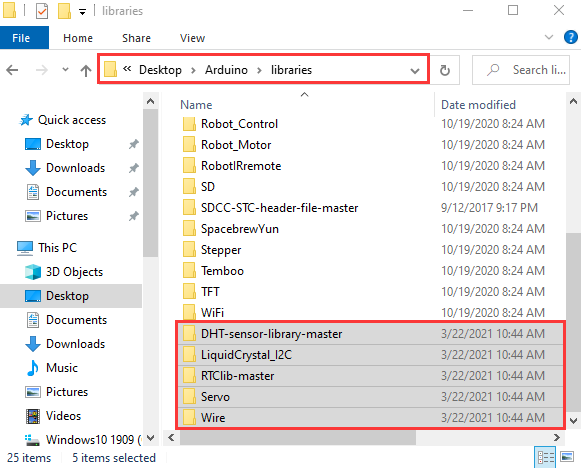 libraries
File Home Share View
« Desktop > Arduino > libraries
Search li...
Name Date modified
Quick access
Desktop
Downloads
Documents
Pictures
This PC
3D Objects
Desktop
Documents
Downloads
Music
Pictures
Videos
Windows10 1909 (
Robot_Control 10/19/2020 8:24 AM
Robot_Motor 10/19/2020 8:24 AM
RobotIRremote 10/19/2020 8:24 AM
SD 10/19/2020 8:24 AM
SDCC-STC-header-file-master 9/12/2017 9:17 PM
SpacebrewYun 10/19/2020 8:24 AM
Stepper 10/19/2020 8:24 AM
Temboo 10/19/2020 8:24 AM
TFT 10/19/2020 8:24 AM
WiFi 10/19/2020 8:24 AM
DHT-sensor-library-master 3/22/2021 10:44 AM
LiquidCrystal_I2C 3/22/2021 10:44 AM
RTClib-master 3/22/2021 10:44 AM
Servo 3/22/2021 10:44 AM
Wire 3/22/2021 10:44 AM
25 items 5 items selected